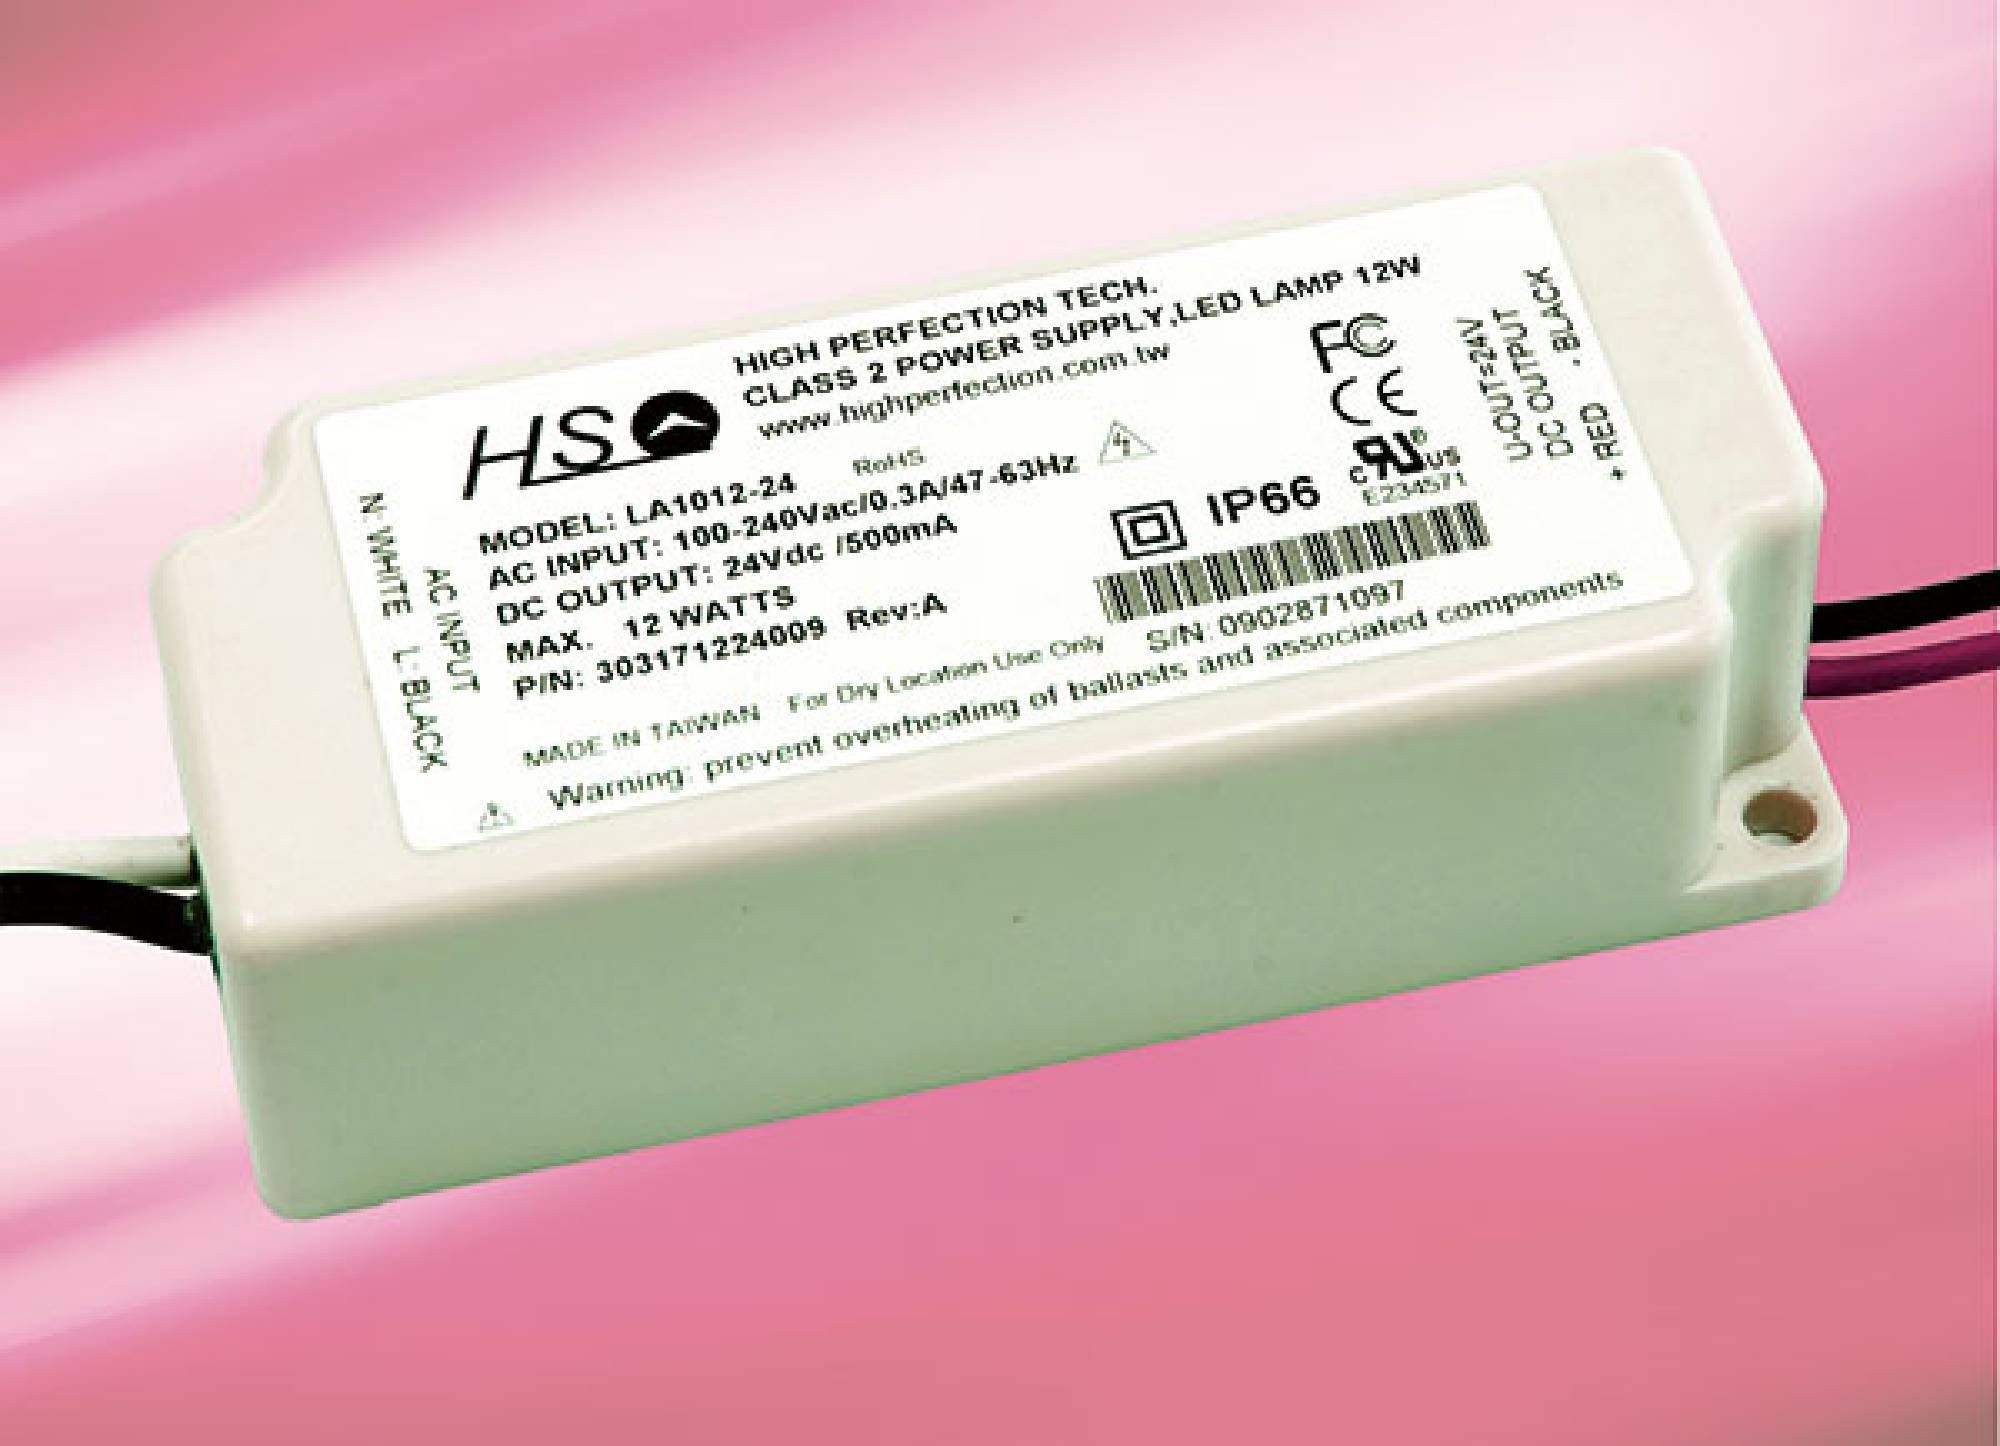 HIGH PERFECTION TECH.
CLASS 2 POWER SUPPLY,LED LAMP 12W
www.highperfection.com.tw
HS
RoHS
MODEL: LA1012-24
AC INPUT: 100-240Vac/0.3A/47-63Hz
DC OUTPUT: 24Vdc /500mA
MAX. 12 WATTS
P/N: 303171224009 Rev:A
MADE IN TAIWAN For Dry Location Use Only
Warning: prevent overheating of ballasts and associated components
AC INPUT
N: WHITE L: BLACK
FC
CE
c RU US
E234571
IP66
S/N: 0902871097
U-OUT=24V
DC OUTPUT
+ RED - BLACK